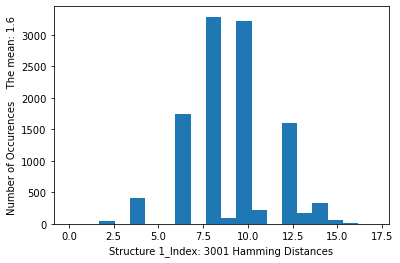 Number of Occurences    The mean: 1.6
3000
2500
2000
1500
1000
500
0
0.0 2.5 5.0 7.5 10.0 12.5 15.0 17.5
Structure 1_Index: 3001 Hamming Distances